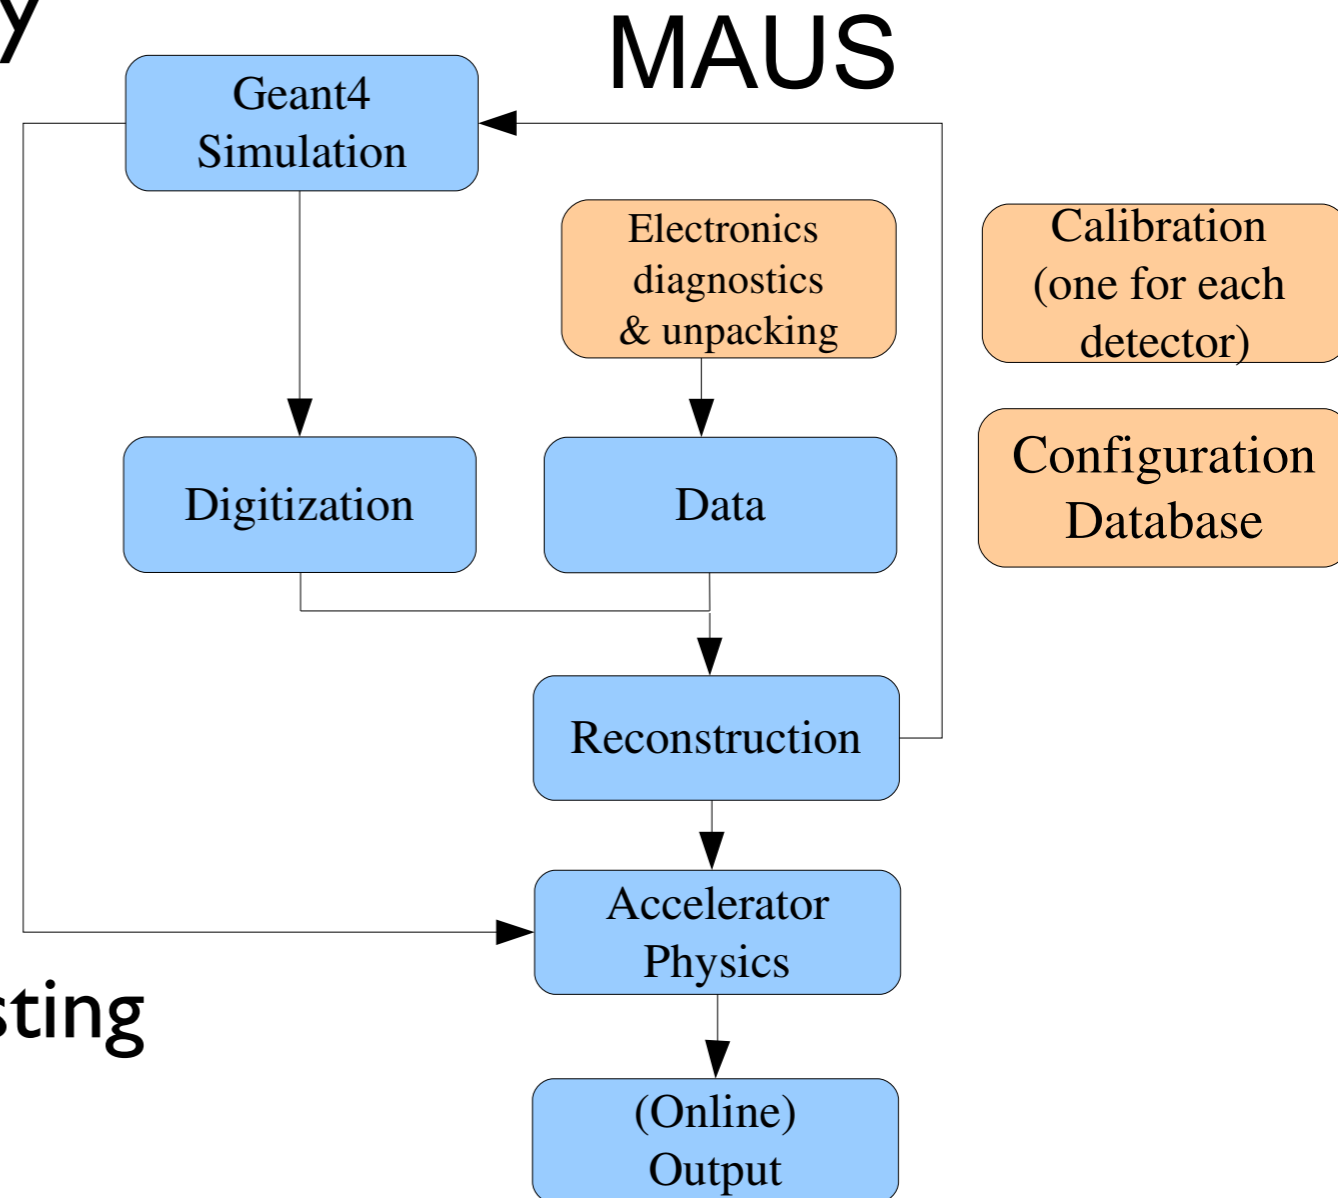 y
MAUS
Geant4
Simulation
Electronics
diagnostics
& unpacking
Calibration
(one for each
detector)
Digitization
Data
Configuration
Database
Reconstruction
Accelerator
Physics
sting
(Online)
Output